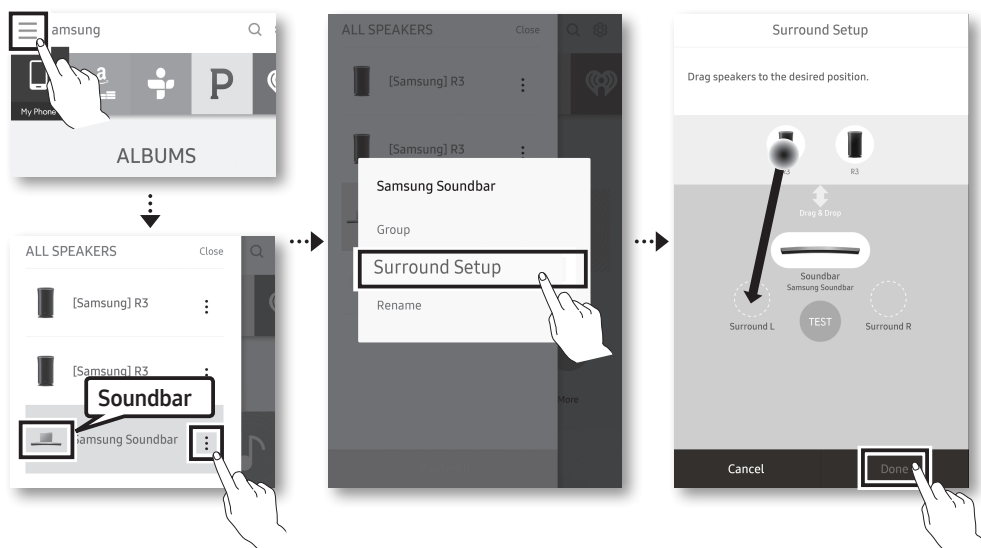 amsung
a
P
My Phone
ALBUMS
ALL SPEAKERS Close
[Samsung] R3
[Samsung] R3
Soundbar
Samsung Soundbar
ALL SPEAKERS Close
[Samsung] R3
[Samsung] R3
Samsung Soundbar
Group
Surround Setup
Rename
More
Surround Setup
Drag speakers to the desired position.
R3 R3
Drag & Drop
Soundbar
Samsung Soundbar
Surround L TEST Surround R
Cancel Done